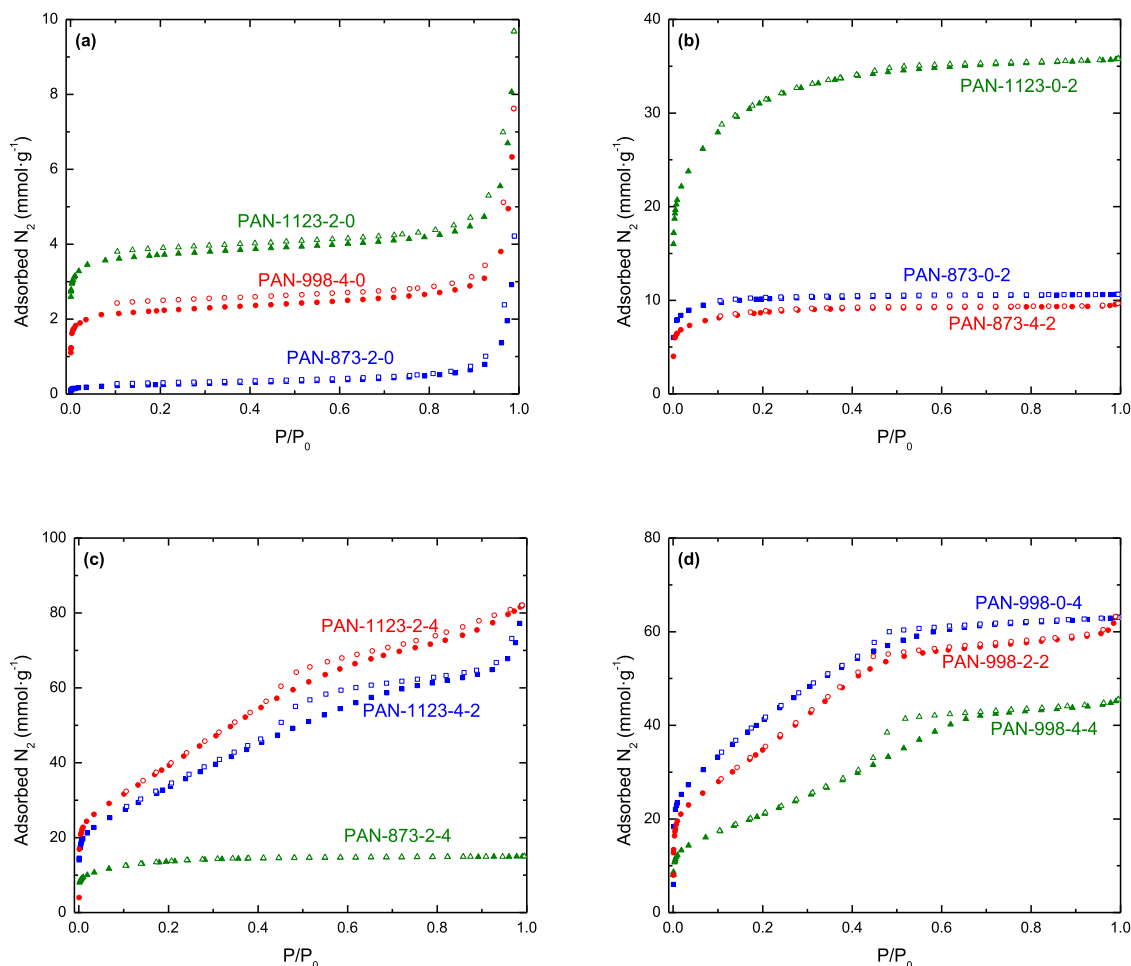 (a)
10
8
6
4
2
0
Adsorbed N2 (mmol·g-1)
PAN-1123-2-0
PAN-998-4-0
PAN-873-2-0
0.0 0.2 0.4 0.6 0.8 1.0
P/P0
(b)
40
35
30
25
20
15
10
5
0
Adsorbed N2 (mmol·g-1)
PAN-1123-0-2
PAN-873-0-2
PAN-873-4-2
0.0 0.2 0.4 0.6 0.8 1.0
P/P0
(c)
100
80
60
40
20
0
Adsorbed N2 (mmol·g-1)
PAN-1123-2-4
PAN-1123-4-2
PAN-873-2-4
0.0 0.2 0.4 0.6 0.8 1.0
P/P0
(d)
80
60
40
20
0
Adsorbed N2 (mmol·g-1)
PAN-998-0-4
PAN-998-2-2
PAN-998-4-4
0.0 0.2 0.4 0.6 0.8 1.0
P/P0